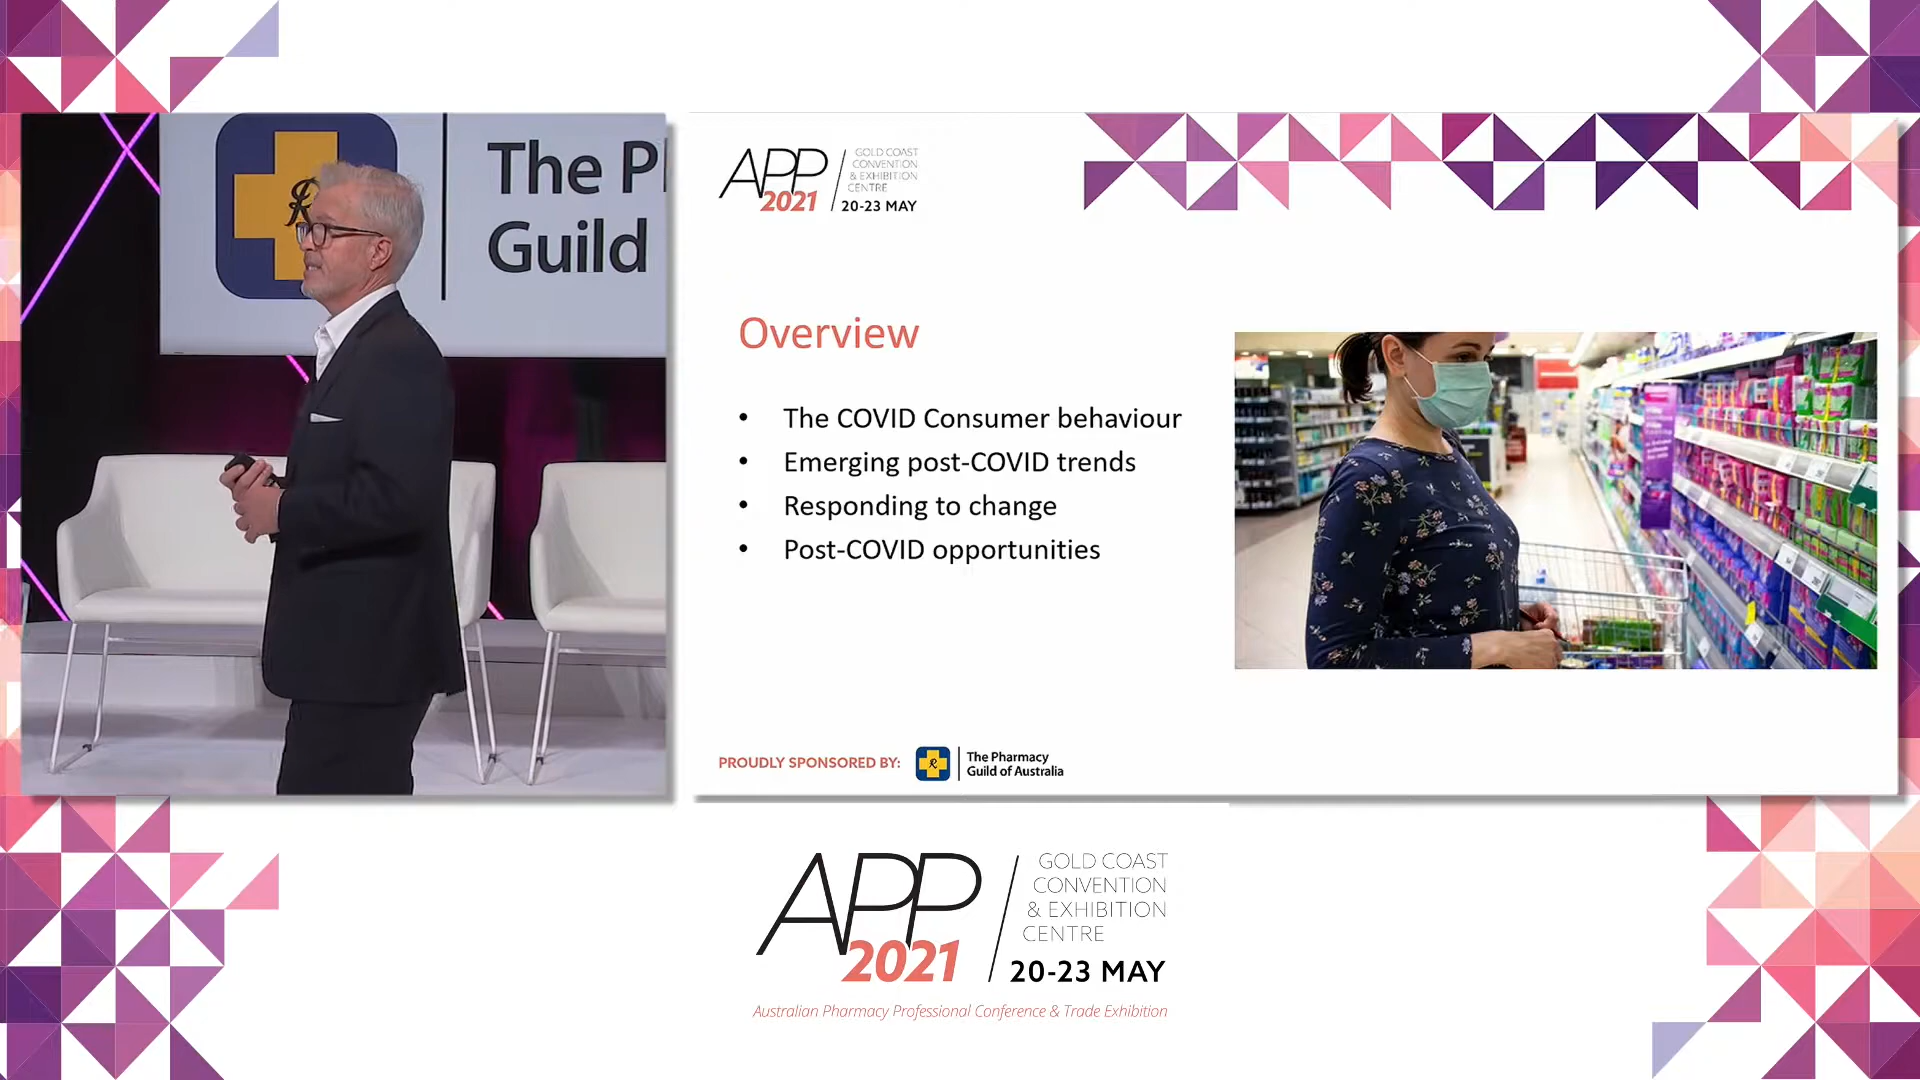 The P
Guild
APP
2021
GOLD COAST
CONVENTION
& EXHIBITION
CENTRE
20-23 MAY
Overview
• The COVID Consumer behaviour
• Emerging post-COVID trends
• Responding to change
• Post-COVID opportunities
PROUDLY SPONSORED BY:
The Pharmacy
Guild of Australia
APP
2021
GOLD COAST
CONVENTION
& EXHIBITION
CENTRE
20-23 MAY
Australian Pharmacy Professional Conference & Trade Exhibition